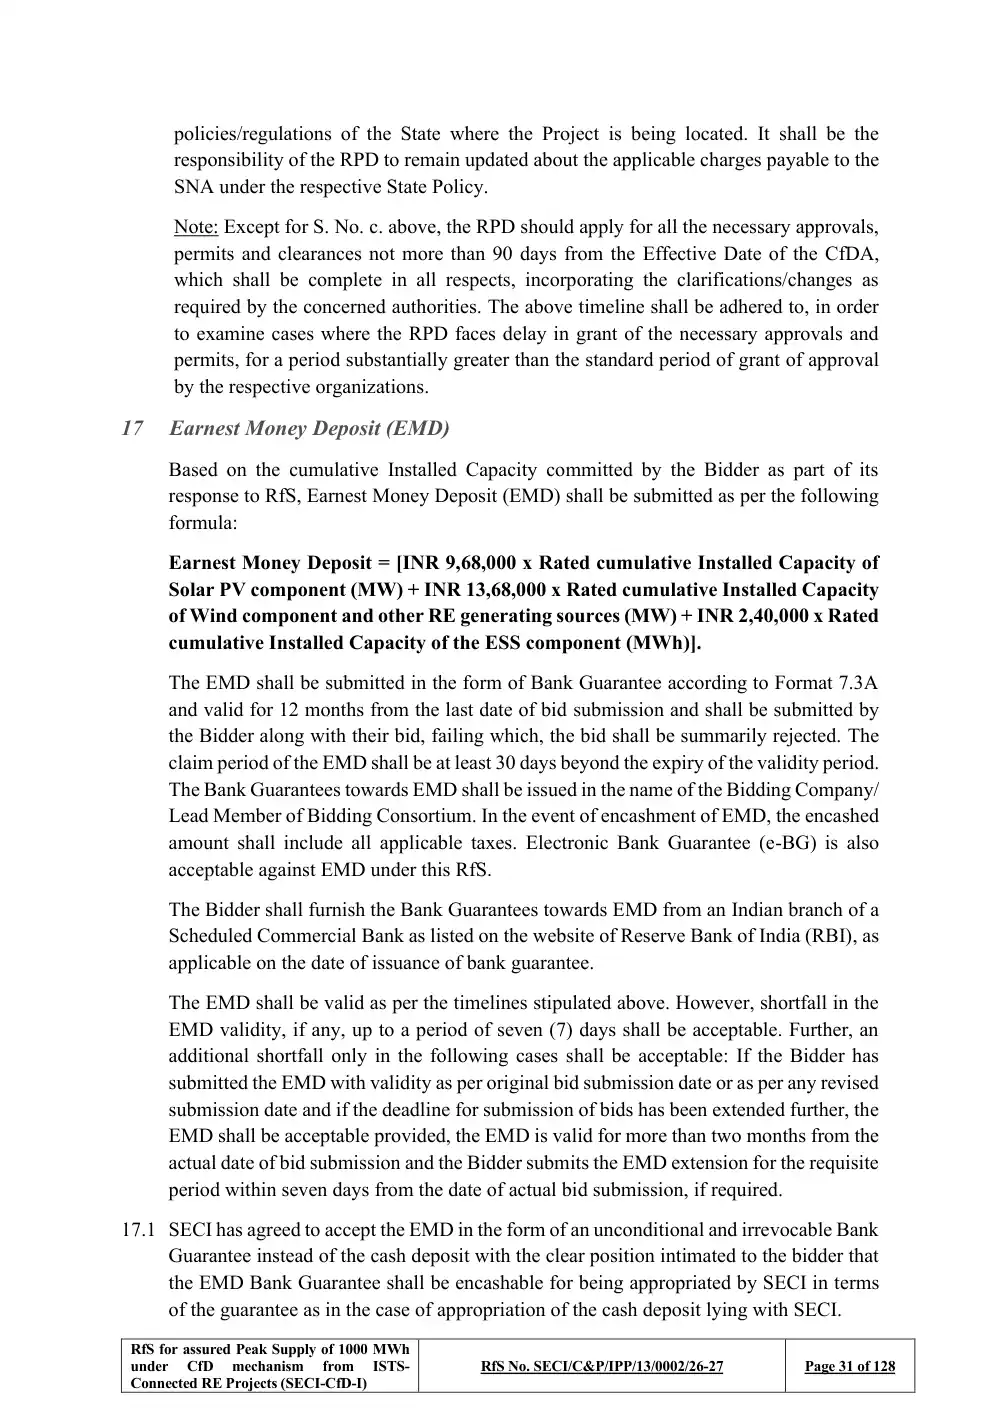 policies/regulations of the State where the Project is being located. It shall be the
responsibility of the RPD to remain updated about the applicable charges payable to the
SNA under the respective State Policy.
Note: Except for S. No. c. above, the RPD should apply for all the necessary approvals,
permits and clearances not more than 90 days from the Effective Date of the CfDA,
which shall be complete in all respects, incorporating the clarifications/changes as
required by the concerned authorities. The above timeline shall be adhered to, in order
to examine cases where the RPD faces delay in grant of the necessary approvals and
permits, for a period substantially greater than the standard period of grant of approval
by the respective organizations.
17 Earnest Money Deposit (EMD)
Based on the cumulative Installed Capacity committed by the Bidder as part of its
response to RfS, Earnest Money Deposit (EMD) shall be submitted as per the following
formula:
Earnest Money Deposit = [INR 9,68,000 x Rated cumulative Installed Capacity of
Solar PV component (MW) + INR 13,68,000 x Rated cumulative Installed Capacity
of Wind component and other RE generating sources (MW) + INR 2,40,000 x Rated
cumulative Installed Capacity of the ESS component (MWh)].
The EMD shall be submitted in the form of Bank Guarantee according to Format 7.3A
and valid for 12 months from the last date of bid submission and shall be submitted by
the Bidder along with their bid, failing which, the bid shall be summarily rejected. The
claim period of the EMD shall be at least 30 days beyond the expiry of the validity period.
The Bank Guarantees towards EMD shall be issued in the name of the Bidding Company/
Lead Member of Bidding Consortium. In the event of encashment of EMD, the encashed
amount shall include all applicable taxes. Electronic Bank Guarantee (e-BG) is also
acceptable against EMD under this RfS.
The Bidder shall furnish the Bank Guarantees towards EMD from an Indian branch of a
Scheduled Commercial Bank as listed on the website of Reserve Bank of India (RBI), as
applicable on the date of issuance of bank guarantee.
The EMD shall be valid as per the timelines stipulated above. However, shortfall in the
EMD validity, if any, up to a period of seven (7) days shall be acceptable. Further, an
additional shortfall only in the following cases shall be acceptable: If the Bidder has
submitted the EMD with validity as per original bid submission date or as per any revised
submission date and if the deadline for submission of bids has been extended further, the
EMD shall be acceptable provided, the EMD is valid for more than two months from the
actual date of bid submission and the Bidder submits the EMD extension for the requisite
period within seven days from the date of actual bid submission, if required.
17.1 SECI has agreed to accept the EMD in the form of an unconditional and irrevocable Bank
Guarantee instead of the cash deposit with the clear position intimated to the bidder that
the EMD Bank Guarantee shall be encashable for being appropriated by SECI in terms
of the guarantee as in the case of appropriation of the cash deposit lying with SECI.
RfS for assured Peak Supply of 1000 MWh
under CfD mechanism from ISTS-
Connected RE Projects (SECI-CfD-I)
RfS No. SECI/C&P/IPP/13/0002/26-27
Page 31 of 128